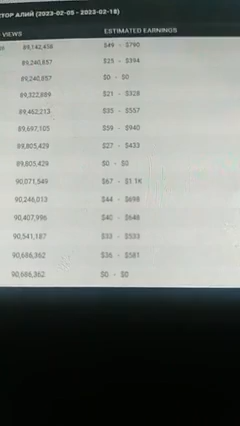 ТОР АЛИЙ (2023-02-05 - 2023-02-18)
VIEWS ESTIMATED EARNINGS
89,142,458 $49 - $790
89,240,857 $25 - $394
89,240,857 $0 - $0
89,322,889 $21 - $328
89,462,213 $35 - $557
89,697,105 $59 - $940
89,805,429 $27 - $433
89,805,429 $0 - $0
90,071,549 $67 - $1.1K
90,246,013 $44 - $698
90,407,996 $40 - $648
90,541,187 $33 - $533
90,686,362 $36 - $581
90,686,362 $0 - $0